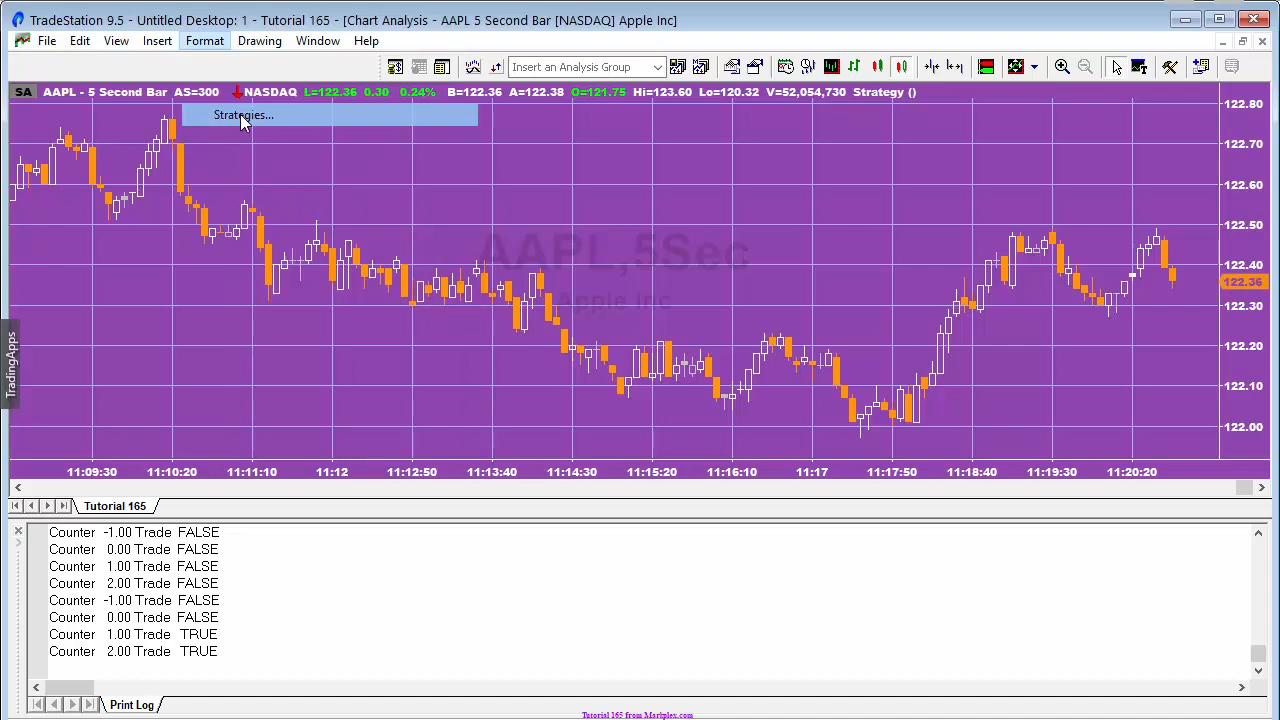 TradeStation 9.5 - Untitled Desktop: 1 - Tutorial 165 - [Chart Analysis - AAPL 5 Second Bar [NASDAQ] Apple Inc]
File Edit View Insert Format Drawing Window Help
Insert an Analysis Group
SA AAPL - 5 Second Bar AS=300 NASDAQ L=122.36 0.30 0.24% B=122.36 A=122.38 O=121.75 Hi=123.60 Lo=120.32 V=52,054,730 Strategy ()
Strategies...
122.80
122.70
122.60
122.50
122.40
122.36
122.30
122.20
122.10
122.00
AAPL,5Sec
Apple Inc
TradingApps
11:09:30 11:10:20 11:11:10 11:12 11:12:50 11:13:40 11:14:30 11:15:20 11:16:10 11:17 11:17:50 11:18:40 11:19:30 11:20:20
Tutorial 165
Counter -1.00 Trade FALSE
Counter 0.00 Trade FALSE
Counter 1.00 Trade FALSE
Counter 2.00 Trade FALSE
Counter -1.00 Trade FALSE
Counter 0.00 Trade FALSE
Counter 1.00 Trade TRUE
Counter 2.00 Trade TRUE
Print Log
Tutorial 165 from Markplex.com